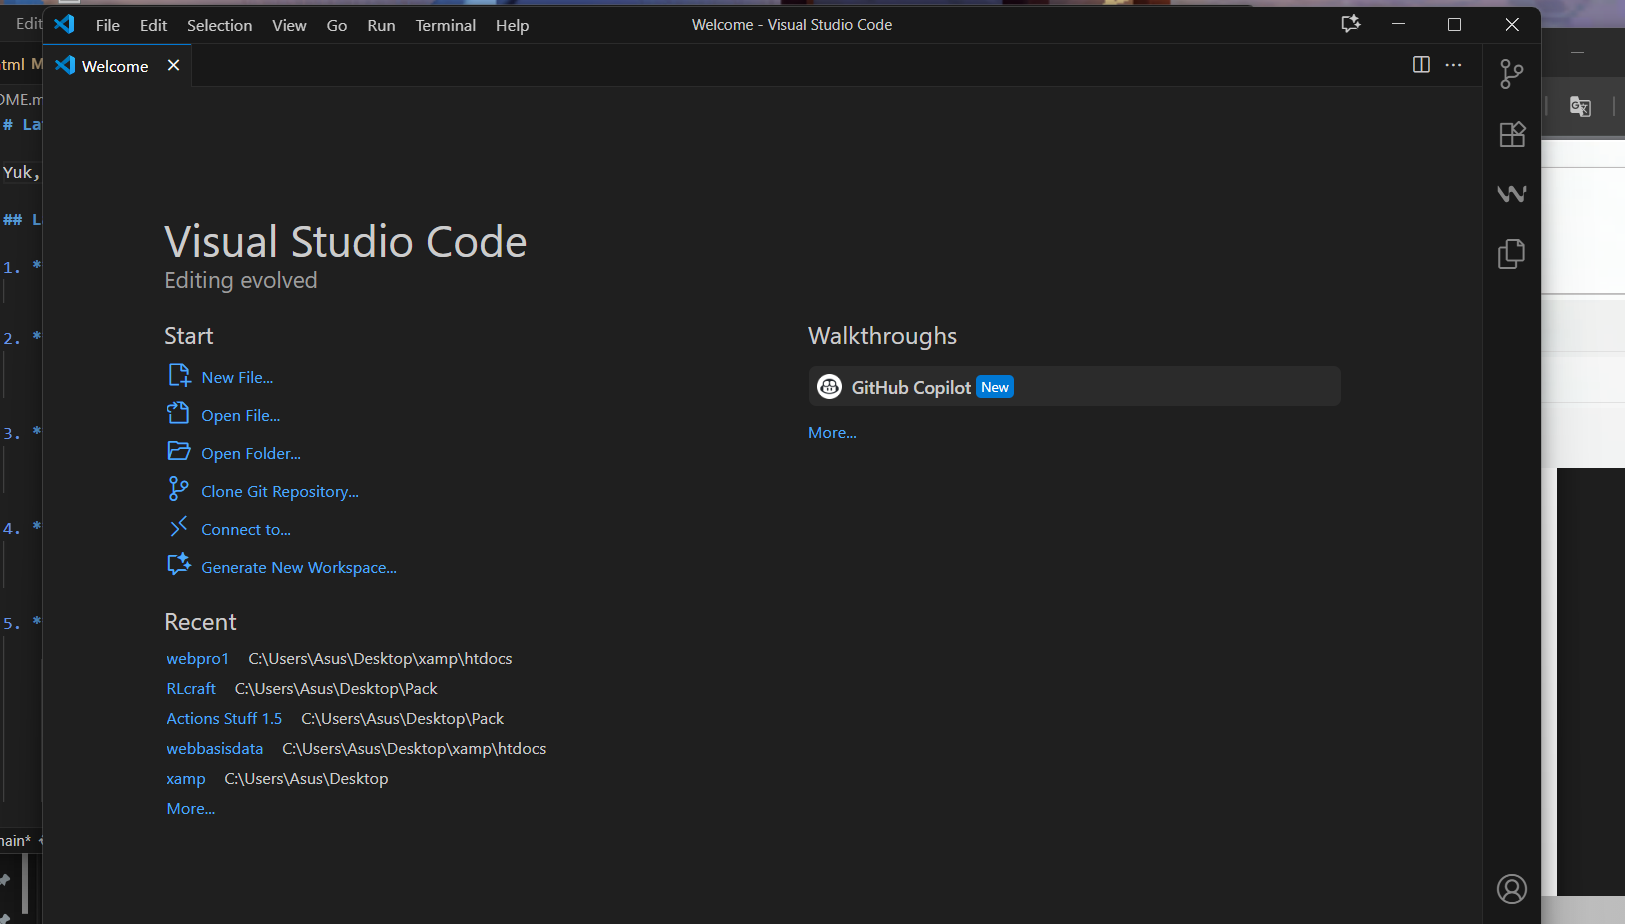 Edit
File Edit Selection View Go Run Terminal Help
Welcome - Visual Studio Code
html M
Welcome
# La
Yuk,
## L
1. *
2. *
3. *
4. *
5. *
main*
Visual Studio Code
Editing evolved
Start
New File...
Open File...
Open Folder...
Clone Git Repository...
Connect to...
Generate New Workspace...
Recent
webpro1 C:\Users\Asus\Desktop\xamp\htdocs
RLcraft C:\Users\Asus\Desktop\Pack
Actions Stuff 1.5 C:\Users\Asus\Desktop\Pack
webbasisdata C:\Users\Asus\Desktop\xamp\htdocs
xamp C:\Users\Asus\Desktop
More...
Walkthroughs
GitHub Copilot New
More...